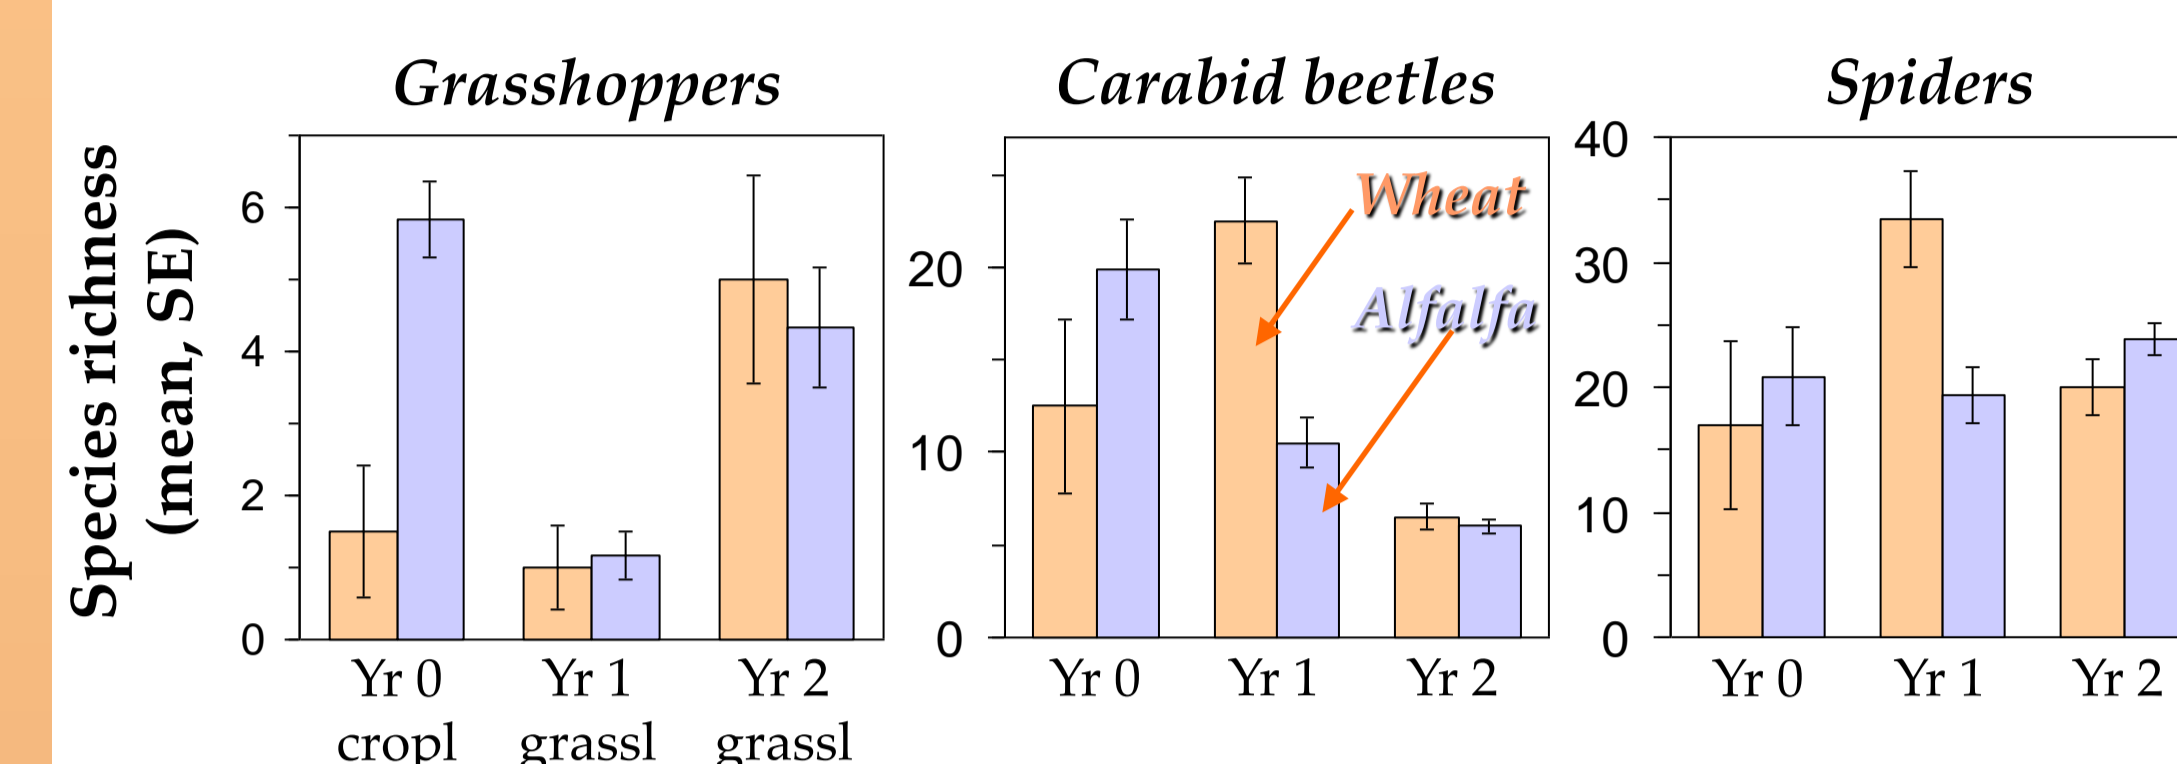 Grasshoppers
Carabid beetles
Spiders
Species richness
(mean, SE)
6
4
2
0
20
10
0
Wheat
Alfalfa
40
30
20
10
0
Yr 0
Yr 1
Yr 2
Yr 0
Yr 1
Yr 2
Yr 0
Yr 1
Yr 2
cropl
grassl
grassl